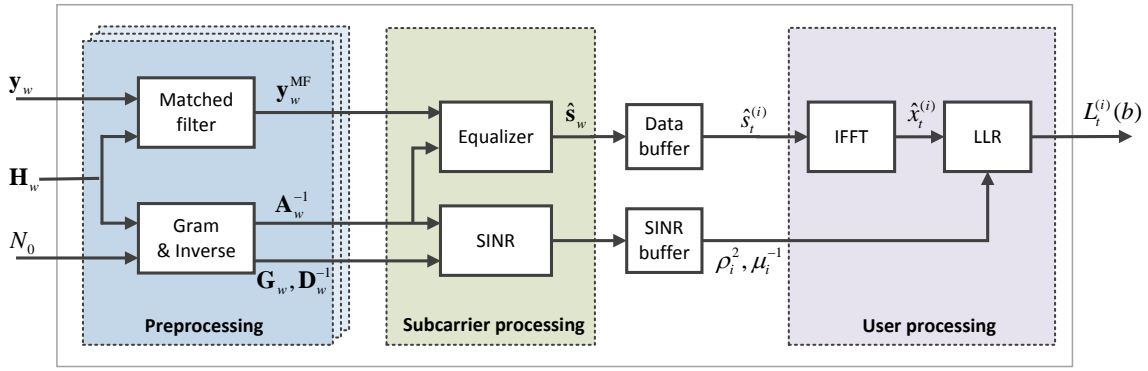 y_w
H_w
N_0
Matched
filter
Gram
& Inverse
Preprocessing
y_w^MF
A_w^-1
G_w, D_w^-1
Equalizer
SINR
Subcarrier processing
ŝ_w
Data
buffer
SINR
buffer
ŝ_t^(i)
ρ_i^2, μ_i^-1
IFFT
x̂_t^(i)
LLR
User processing
L_t^(i)(b)